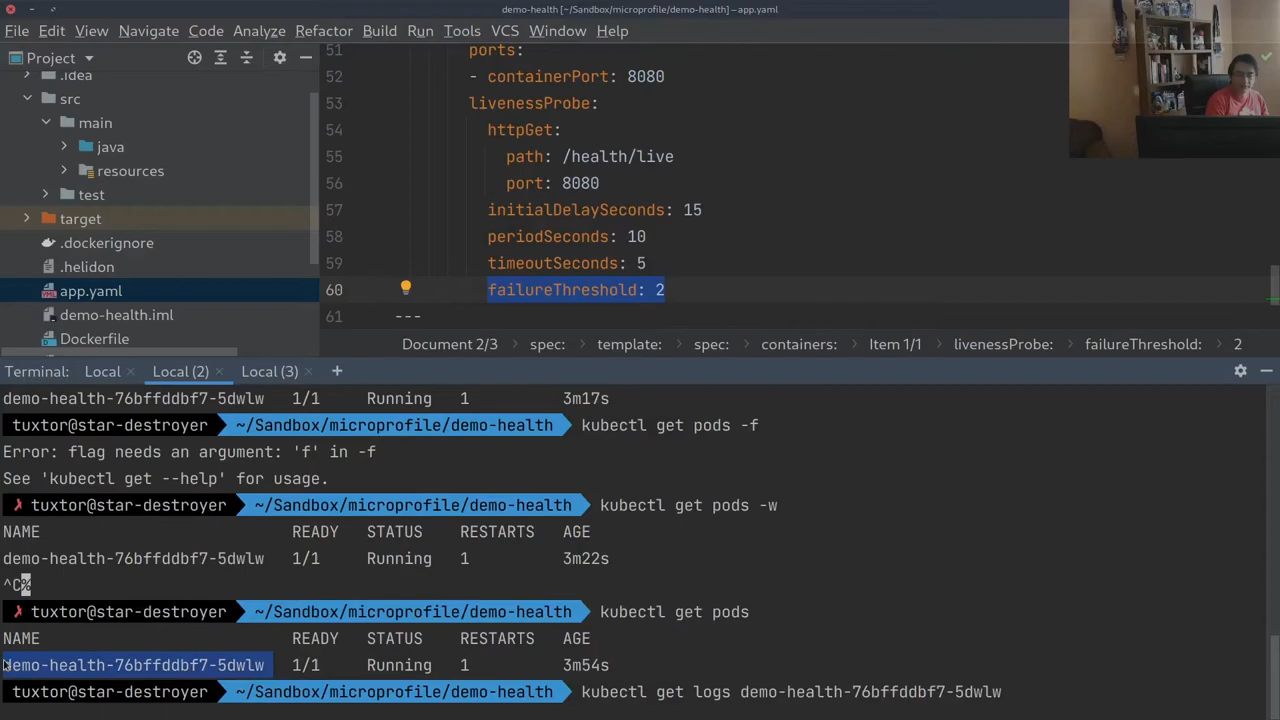 demo-health [~/Sandbox/microprofile/demo-health] – app.yaml
File Edit View Navigate Code Analyze Refactor Build Run Tools VCS Window Help
Project
.idea
src
main
java
resources
test
target
.dockerignore
.helidon
app.yaml
demo-health.iml
Dockerfile
51 ports:
52 - containerPort: 8080
53 livenessProbe:
54 httpGet:
55 path: /health/live
56 port: 8080
57 initialDelaySeconds: 15
58 periodSeconds: 10
59 timeoutSeconds: 5
60 failureThreshold: 2
61 ---
Document 2/3 spec: template: spec: containers: Item 1/1 livenessProbe: failureThreshold: 2
Terminal: Local Local (2) Local (3)
demo-health-76bffddbf7-5dwlw 1/1 Running 1 3m17s
tuxtor@star-destroyer ~/Sandbox/microprofile/demo-health kubectl get pods -f
Error: flag needs an argument: 'f' in -f
See 'kubectl get --help' for usage.
✗ tuxtor@star-destroyer ~/Sandbox/microprofile/demo-health kubectl get pods -w
NAME READY STATUS RESTARTS AGE
demo-health-76bffddbf7-5dwlw 1/1 Running 1 3m22s
^C%
✗ tuxtor@star-destroyer ~/Sandbox/microprofile/demo-health kubectl get pods
NAME READY STATUS RESTARTS AGE
demo-health-76bffddbf7-5dwlw 1/1 Running 1 3m54s
tuxtor@star-destroyer ~/Sandbox/microprofile/demo-health kubectl get logs demo-health-76bffddbf7-5dwlw